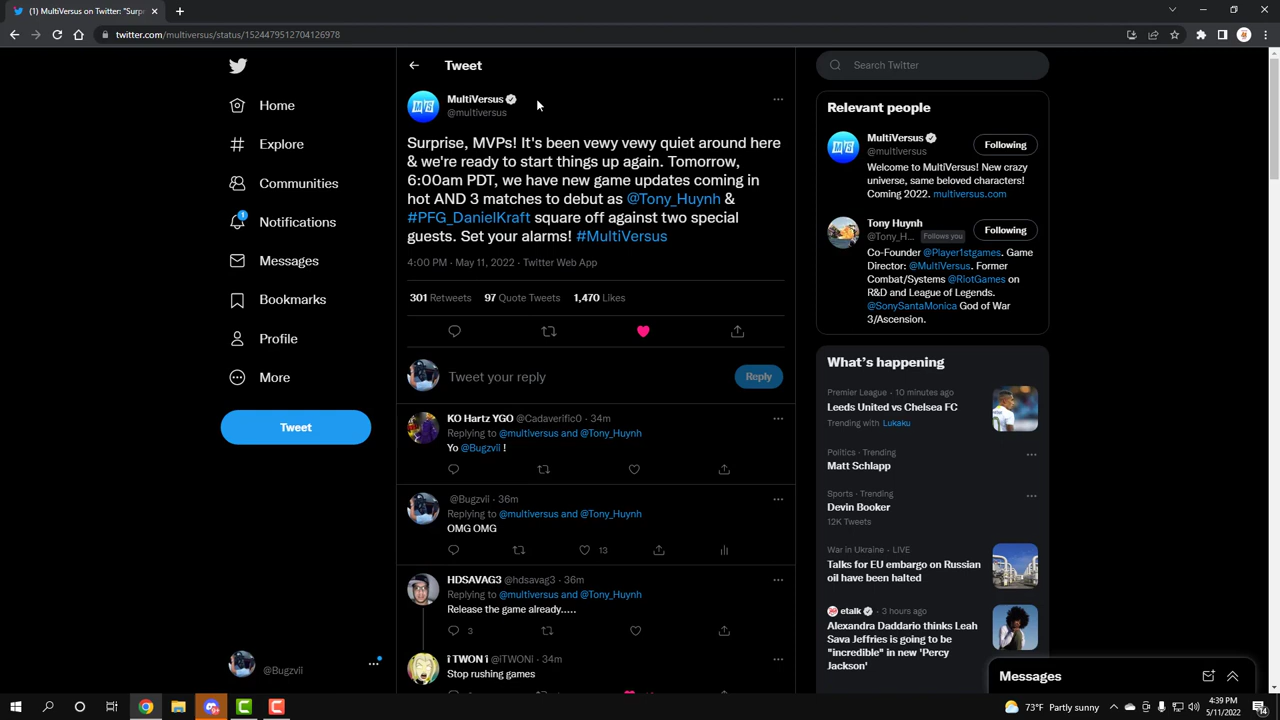 (1) MultiVersus on Twitter: "Surpr
twitter.com/multiversus/status/1524479512704126978
Home
Explore
Communities
1
Notifications
Messages
Bookmarks
Profile
More
Tweet
@Bugzvii
Tweet
MultiVersus
@multiversus
Surprise, MVPs! It's been vewy vewy quiet around here
& we're ready to start things up again. Tomorrow,
6:00am PDT, we have new game updates coming in
hot AND 3 matches to debut as @Tony_Huynh &
#PFG_DanielKraft square off against two special
guests. Set your alarms! #MultiVersus
4:00 PM · May 11, 2022 · Twitter Web App
301 Retweets 97 Quote Tweets 1,470 Likes
Tweet your reply
Reply
KO Hartz YGO @Cadaverific0 · 34m
Replying to @multiversus and @Tony_Huynh
Yo @Bugzvii !
@Bugzvii · 36m
Replying to @multiversus and @Tony_Huynh
OMG OMG
13
HDSAVAG3 @hdsavag3 · 36m
Replying to @multiversus and @Tony_Huynh
Release the game already.....
3
î TWON î @ITWONI · 34m
Stop rushing games
Search Twitter
Relevant people
MultiVersus
Following
@multiversus
Welcome to MultiVersus! New crazy
universe, same beloved characters!
Coming 2022. multiversus.com
Tony Huynh
Following
@Tony_H... Follows you
Co-Founder @Player1stgames. Game
Director: @MultiVersus. Former
Combat/Systems @RiotGames on
R&D and League of Legends.
@SonySantaMonica God of War
3/Ascension.
What's happening
Premier League · 10 minutes ago
Leeds United vs Chelsea FC
Trending with Lukaku
Politics · Trending
Matt Schlapp
Sports · Trending
Devin Booker
12K Tweets
War in Ukraine · LIVE
Talks for EU embargo on Russian
oil have been halted
etalk · 3 hours ago
Alexandra Daddario thinks Leah
Sava Jeffries is going to be
"incredible" in new 'Percy
Jackson'
Messages
73°F Partly sunny
4:39 PM
5/11/2022
14